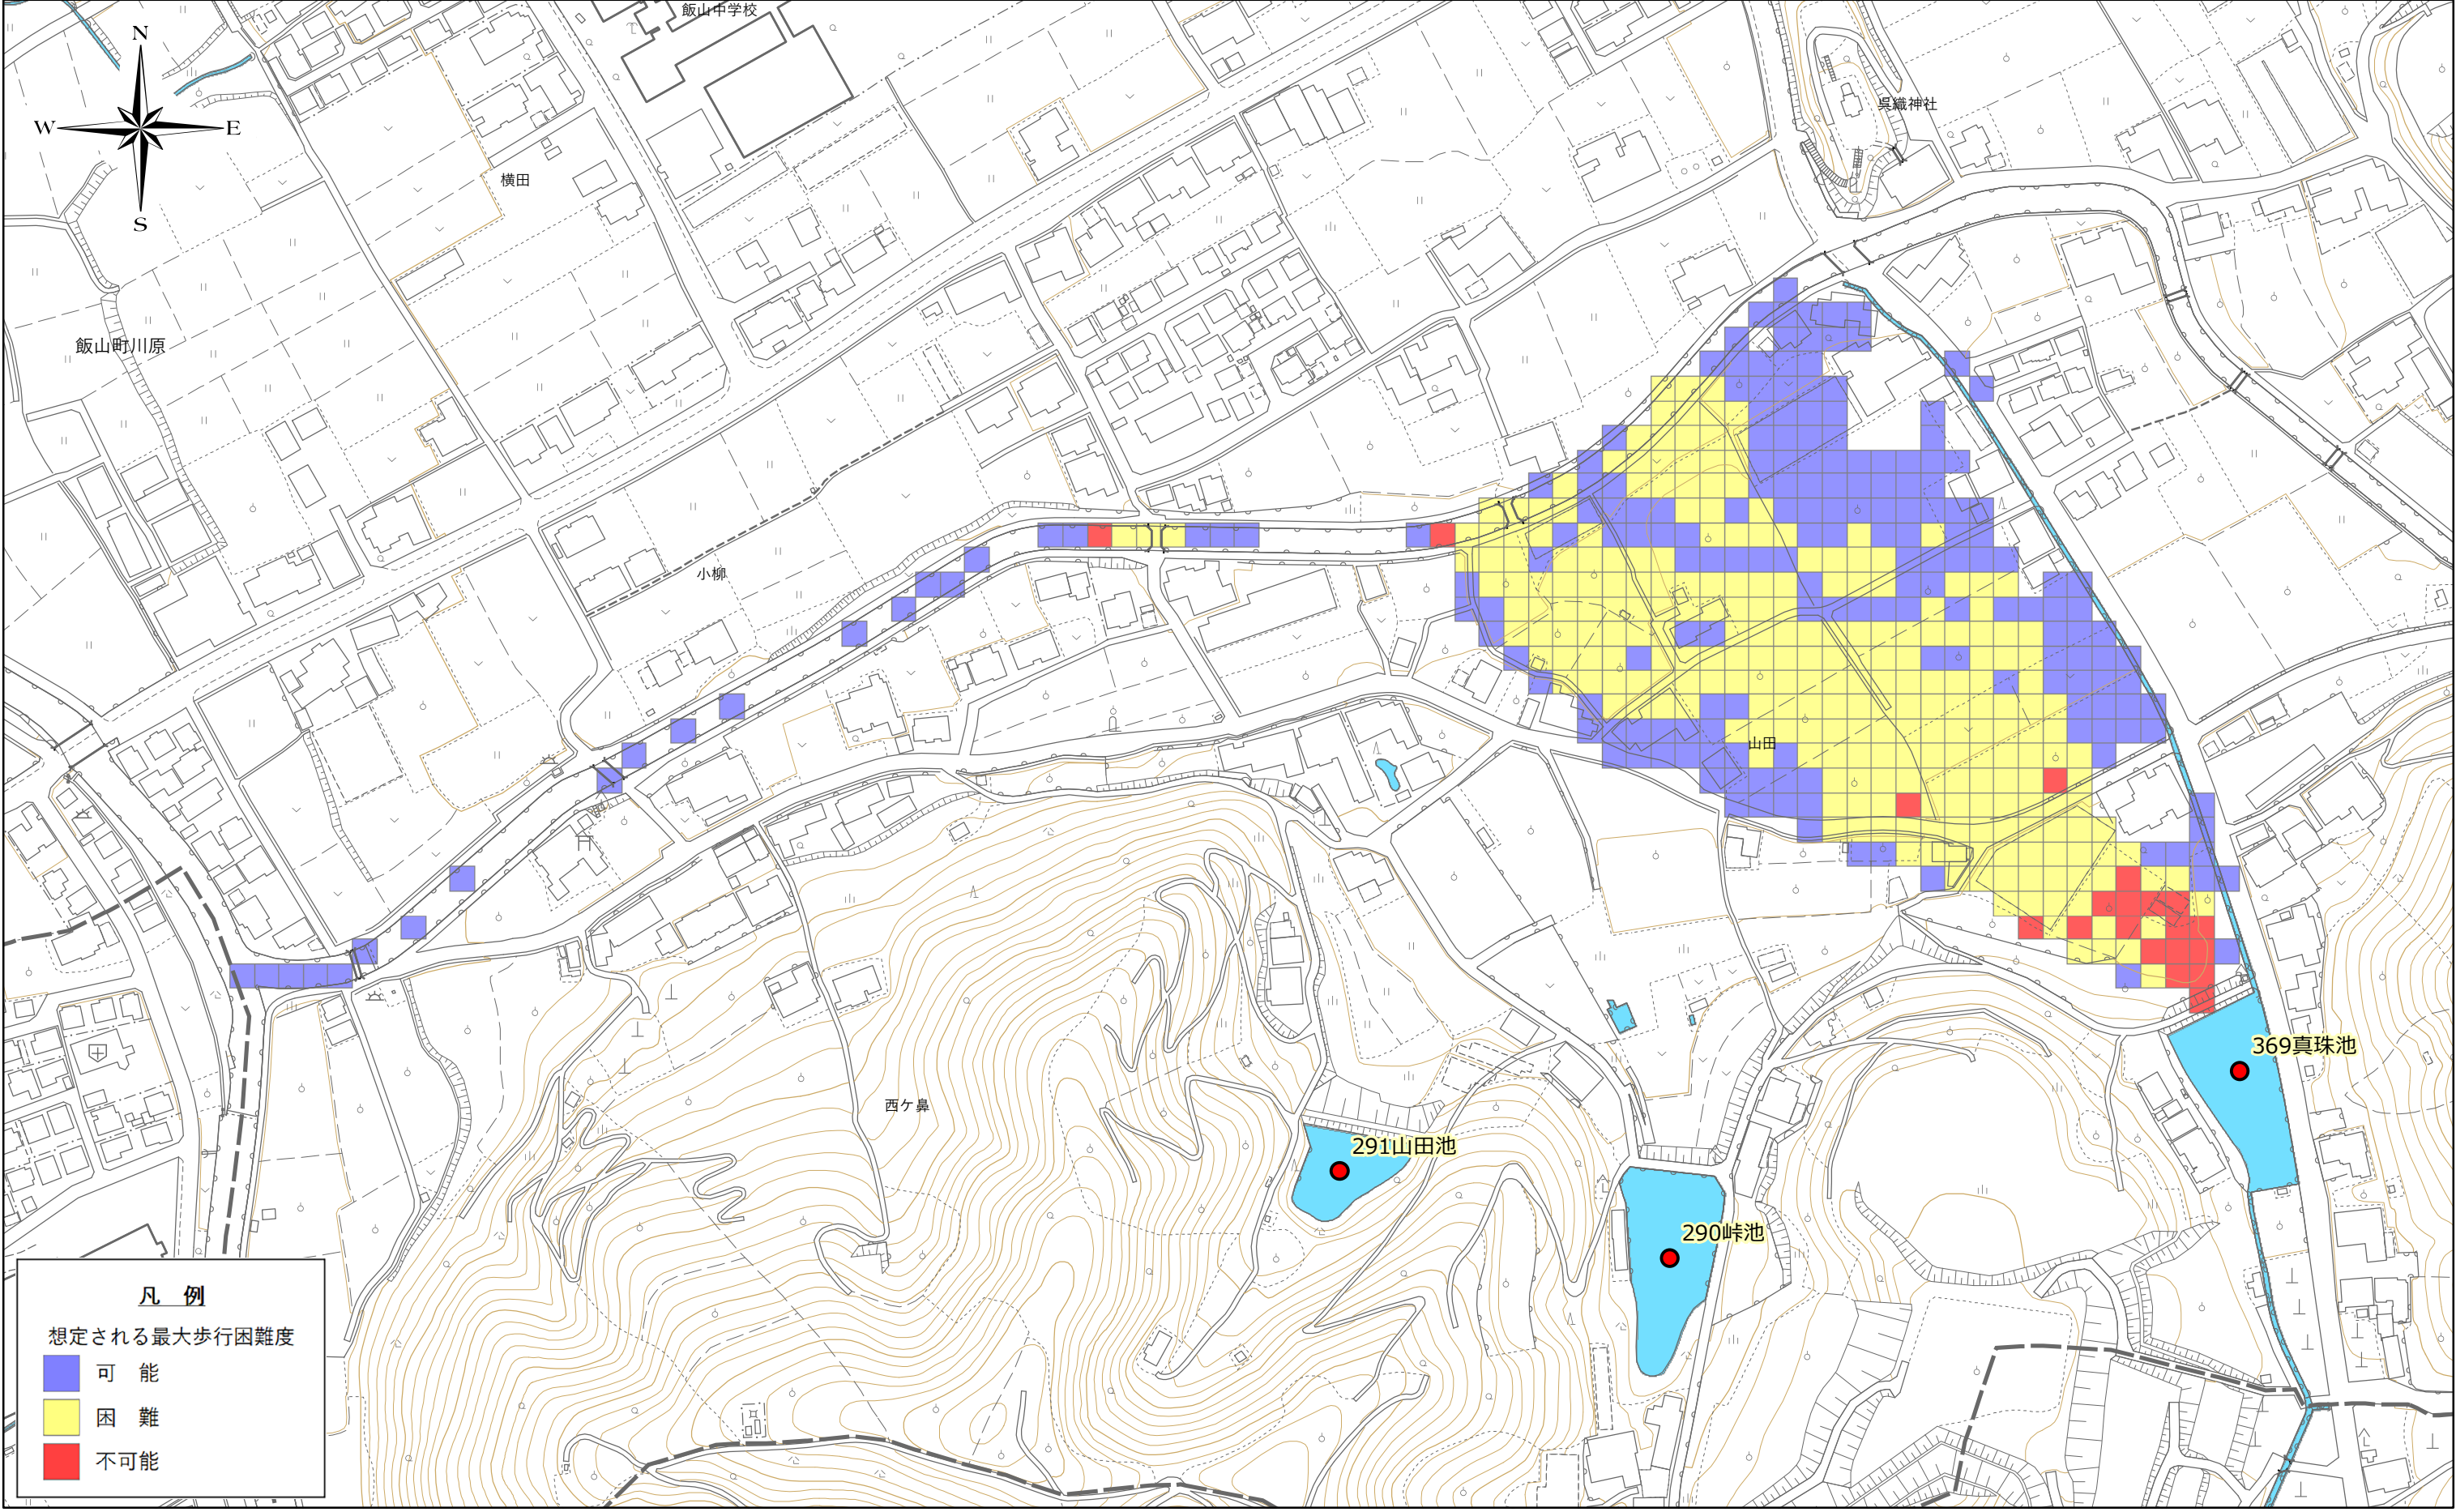 飯山中学校
N
W
E
S
呉織神社
横田
飯山町川原
小柳
山田
369真珠池
西ケ鼻
291山田池
290峠池
凡　例
想定される最大歩行困難度
可　能
困　難
不可能